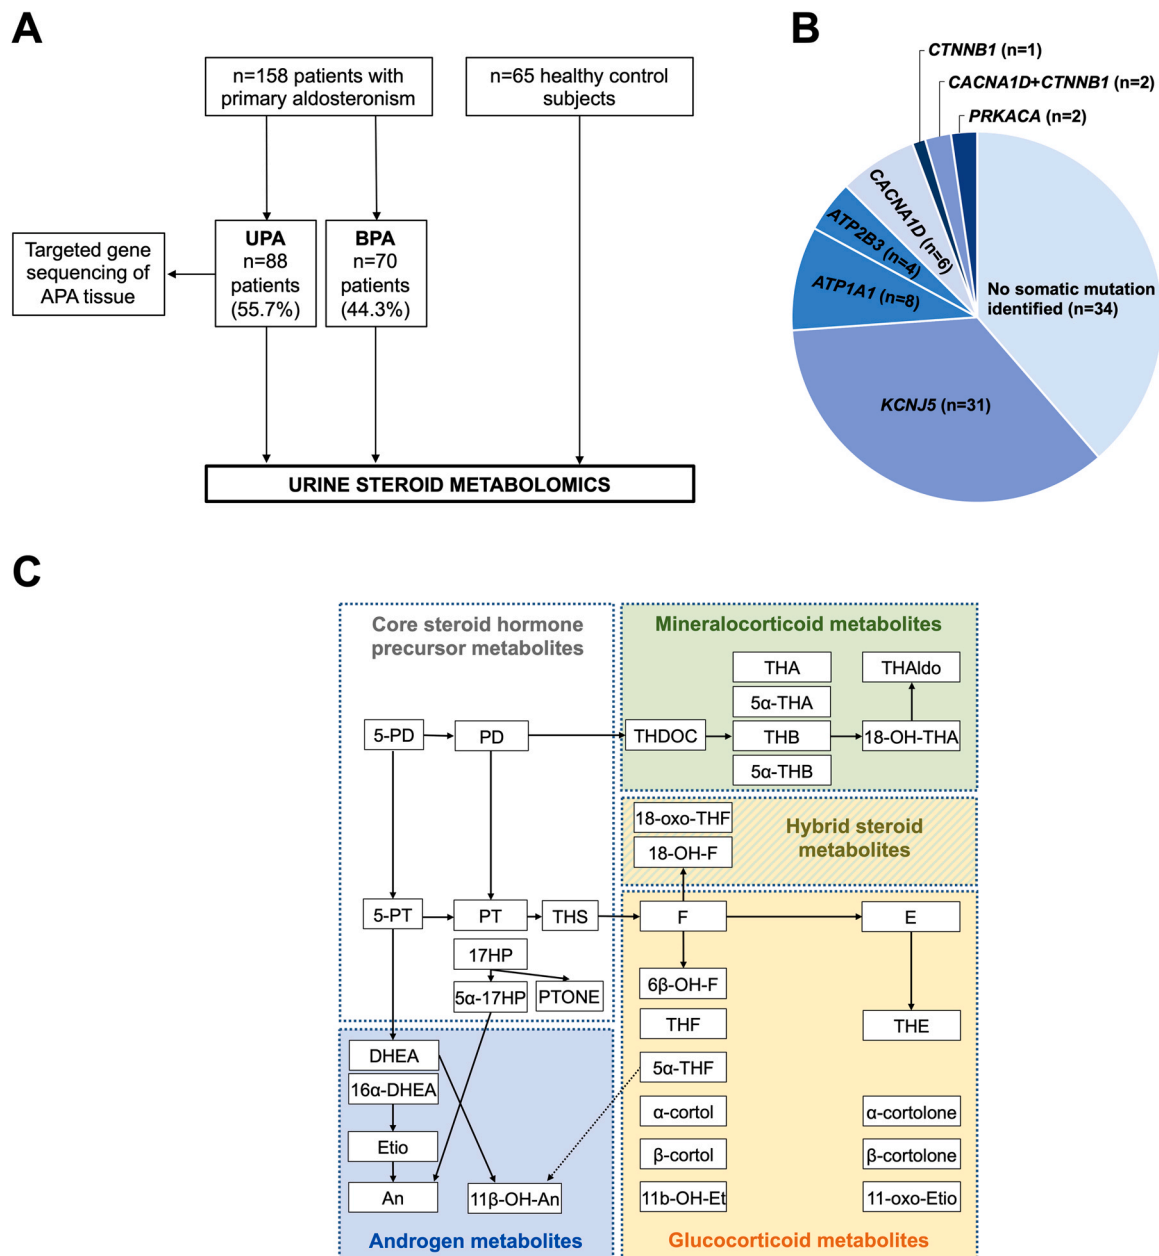 A
n=158 patients with
primary aldosteronism
n=65 healthy control
subjects
Targeted gene
sequencing of
APA tissue
UPA
n=88
patients
(55.7%)
BPA
n=70
patients
(44.3%)
URINE STEROID METABOLOMICS
B
CTNNB1 (n=1)
CACNA1D+CTNNB1 (n=2)
PRKACA (n=2)
CACNA1D (n=6)
ATP2B3 (n=4)
ATP1A1 (n=8)
No somatic mutation
identified (n=34)
KCNJ5 (n=31)
C
Core steroid hormone
precursor metabolites
5-PD
PD
5-PT
PT
THS
17HP
5α-17HP
PTONE
Mineralocorticoid metabolites
THA
5α-THA
THDOC
THB
5α-THB
THAldo
18-OH-THA
18-oxo-THF
18-OH-F
Hybrid steroid
metabolites
F
E
6β-OH-F
THF
THE
5α-THF
α-cortol
α-cortolone
β-cortol
β-cortolone
11b-OH-Et
11-oxo-Etio
Glucocorticoid metabolites
DHEA
16α-DHEA
Etio
An
11β-OH-An
Androgen metabolites